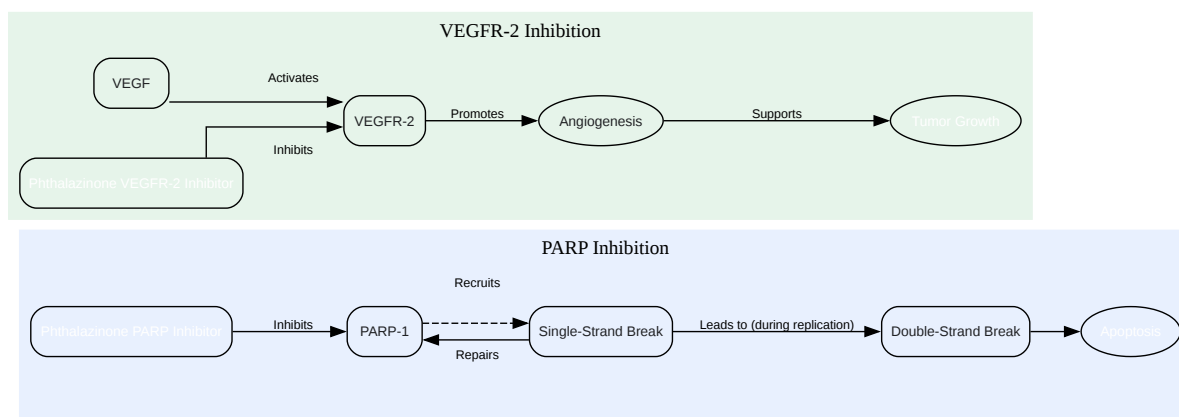 VEGFR-2 Inhibition
VEGF
Activates
VEGFR-2
Promotes
Angiogenesis
Supports
Tumor Growth
Inhibits
Phthalazinone VEGFR-2 Inhibitor
PARP Inhibition
Recruits
Phthalazinone PARP Inhibitor
Inhibits
PARP-1
Single-Strand Break
Leads to (during replication)
Double-Strand Break
Apoptosis
Repairs